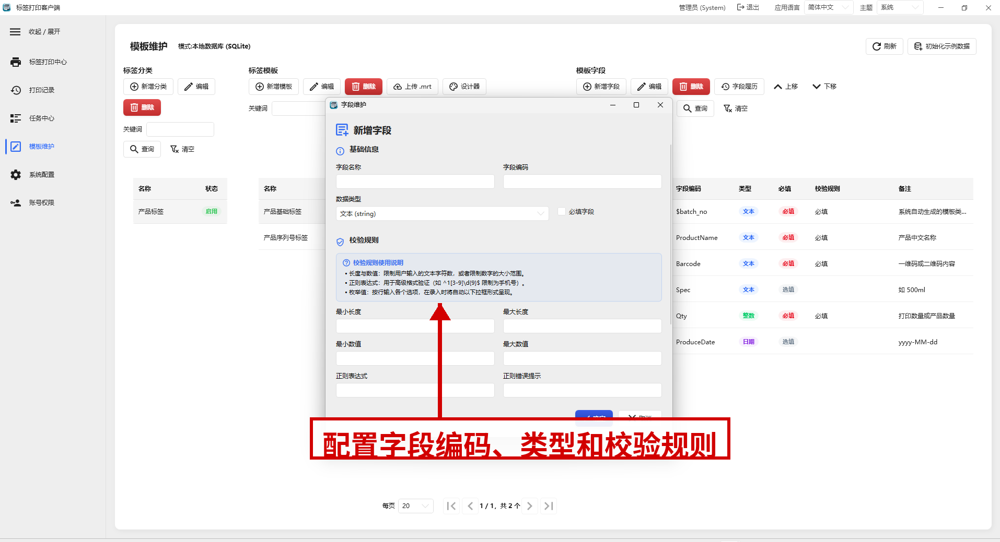 标签打印客户端
管理员 (System)
退出
应用语言
简体中文
主题
系统
收起 / 展开
标签打印中心
打印记录
任务中心
模板维护
系统配置
账号权限
模板维护
模式:本地数据库 (SQLite)
刷新
初始化示例数据
标签分类
新增分类
编辑
删除
关键词
查询
清空
名称 状态
产品标签 启用
标签模板
新增模板
编辑
删除
上传 .mrt
设计器
关键词
名称
产品基础标签
产品序列号标签
模板字段
新增字段
编辑
删除
字段履历
上移
下移
查询
清空
字段编码 类型 必填 校验规则 备注
$batch_no 文本 必填 必填 系统自动生成的模板类...
ProductName 文本 必填 必填 产品中文名称
Barcode 文本 必填 必填 一维码或二维码内容
Spec 文本 选填 如 500ml
Qty 整数 必填 必填 打印数量或产品数量
ProduceDate 日期 选填 yyyy-MM-dd
字段维护
新增字段
基础信息
字段名称
字段编码
数据类型
文本 (string)
必填字段
校验规则
校验规则使用说明
• 长度与数值：限制用户输入的文本字符数，或者限制数字的大小范围。
• 正则表达式：用于高级格式验证（如 ^1[3-9]\d{9}$ 限制为手机号）。
• 枚举值：按行输入各个选项，在录入时将自动以下拉框形式呈现。
最小长度
最大长度
最小数值
最大数值
正则表达式
正则错误提示
配置字段编码、类型和校验规则
每页
20
1 / 1，共 2 个